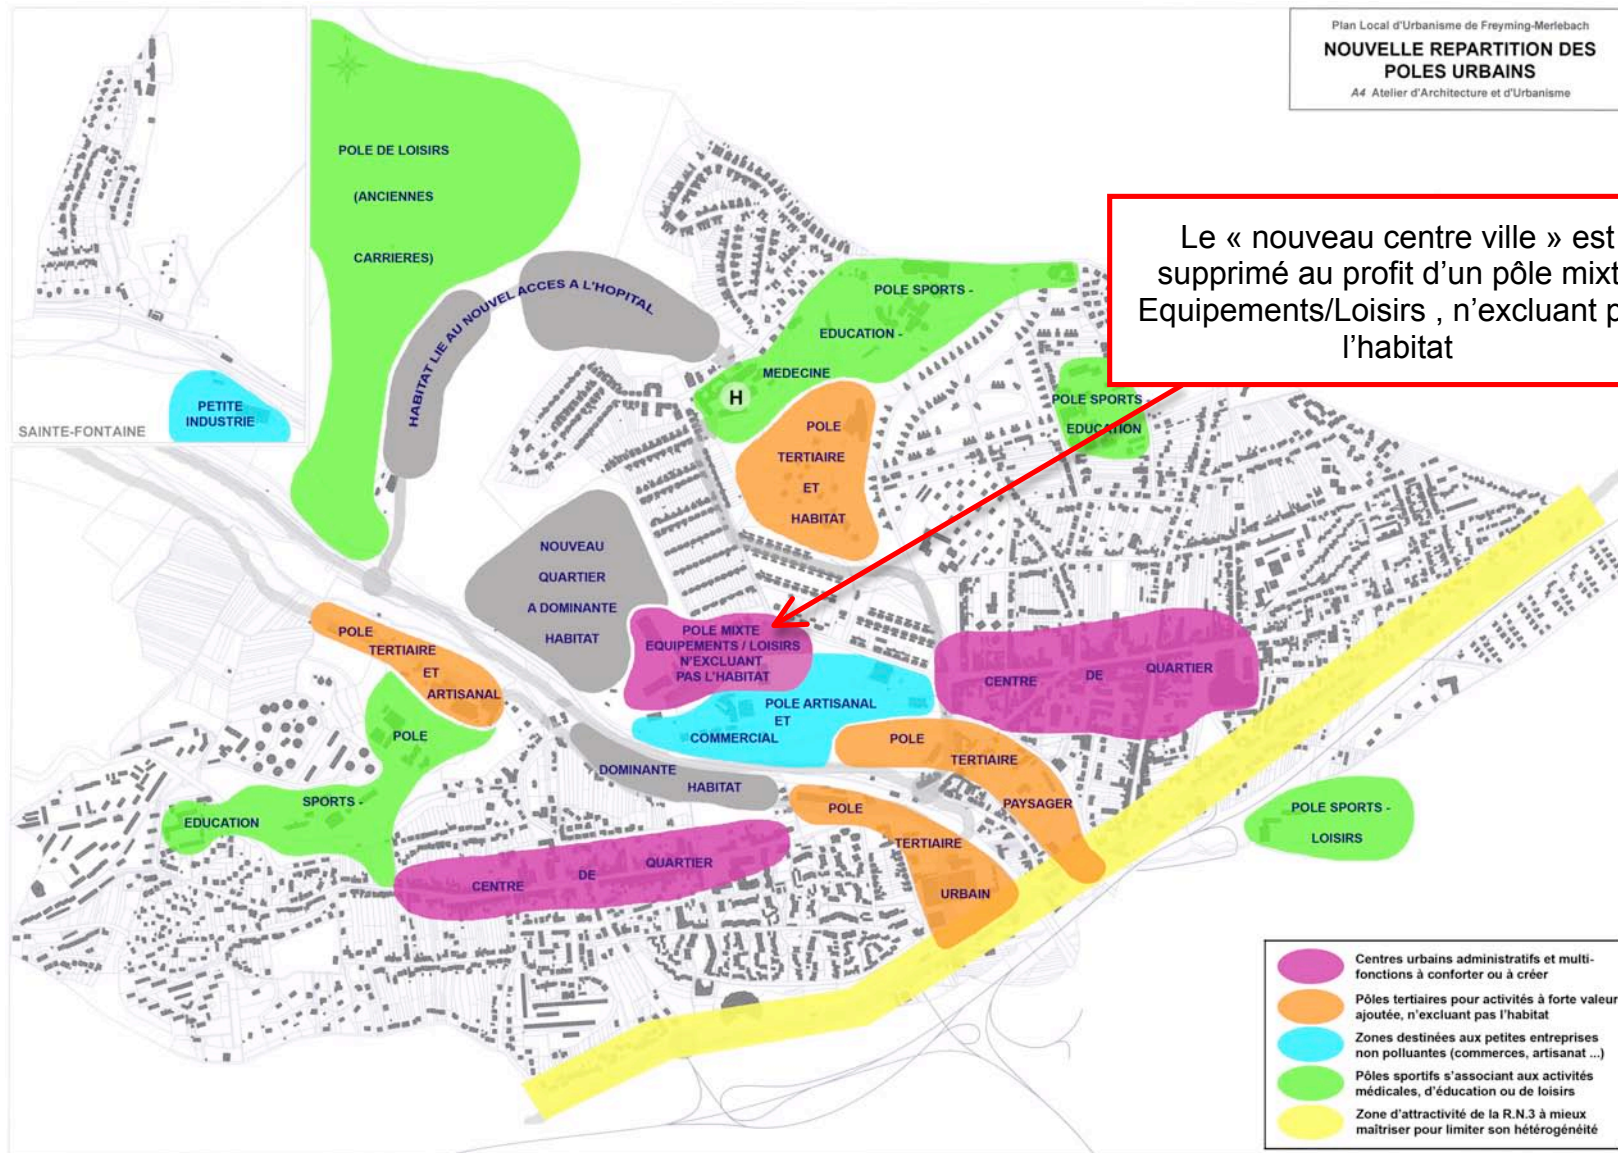 Plan Local d'Urbanisme de Freyming-Merlebach
NOUVELLE REPARTITION DES
POLES URBAINS
A4 Atelier d'Architecture et d'Urbanisme
Le « nouveau centre ville » est
supprimé au profit d'un pôle mixt
Equipements/Loisirs , n'excluant p
l'habitat
POLE DE LOISIRS
(ANCIENNES
CARRIERES)
HABITAT LIE AU NOUVEL ACCES A L'HOPITAL
POLE SPORTS -
EDUCATION -
MEDECINE
H
POLE
TERTIAIRE
ET
HABITAT
POLE SPORTS -
EDUCATION
PETITE
INDUSTRIE
SAINTE-FONTAINE
NOUVEAU
QUARTIER
A DOMINANTE
HABITAT
POLE MIXTE
EQUIPEMENTS / LOISIRS
N'EXCLUANT
PAS L'HABITAT
POLE
TERTIAIRE
ET
ARTISANAL
CENTRE DE QUARTIER
POLE ARTISANAL
ET
COMMERCIAL
POLE
SPORTS -
EDUCATION
DOMINANTE
HABITAT
POLE
TERTIAIRE
PAYSAGER
POLE
TERTIAIRE
URBAIN
CENTRE DE QUARTIER
POLE SPORTS -
LOISIRS
Centres urbains administratifs et multi-
fonctions à conforter ou à créer
Pôles tertiaires pour activités à forte valeur
ajoutée, n'excluant pas l'habitat
Zones destinées aux petites entreprises
non polluantes (commerces, artisanat ...)
Pôles sportifs s'associant aux activités
médicales, d'éducation ou de loisirs
Zone d'attractivité de la R.N.3 à mieux
maîtriser pour limiter son hétérogénéité